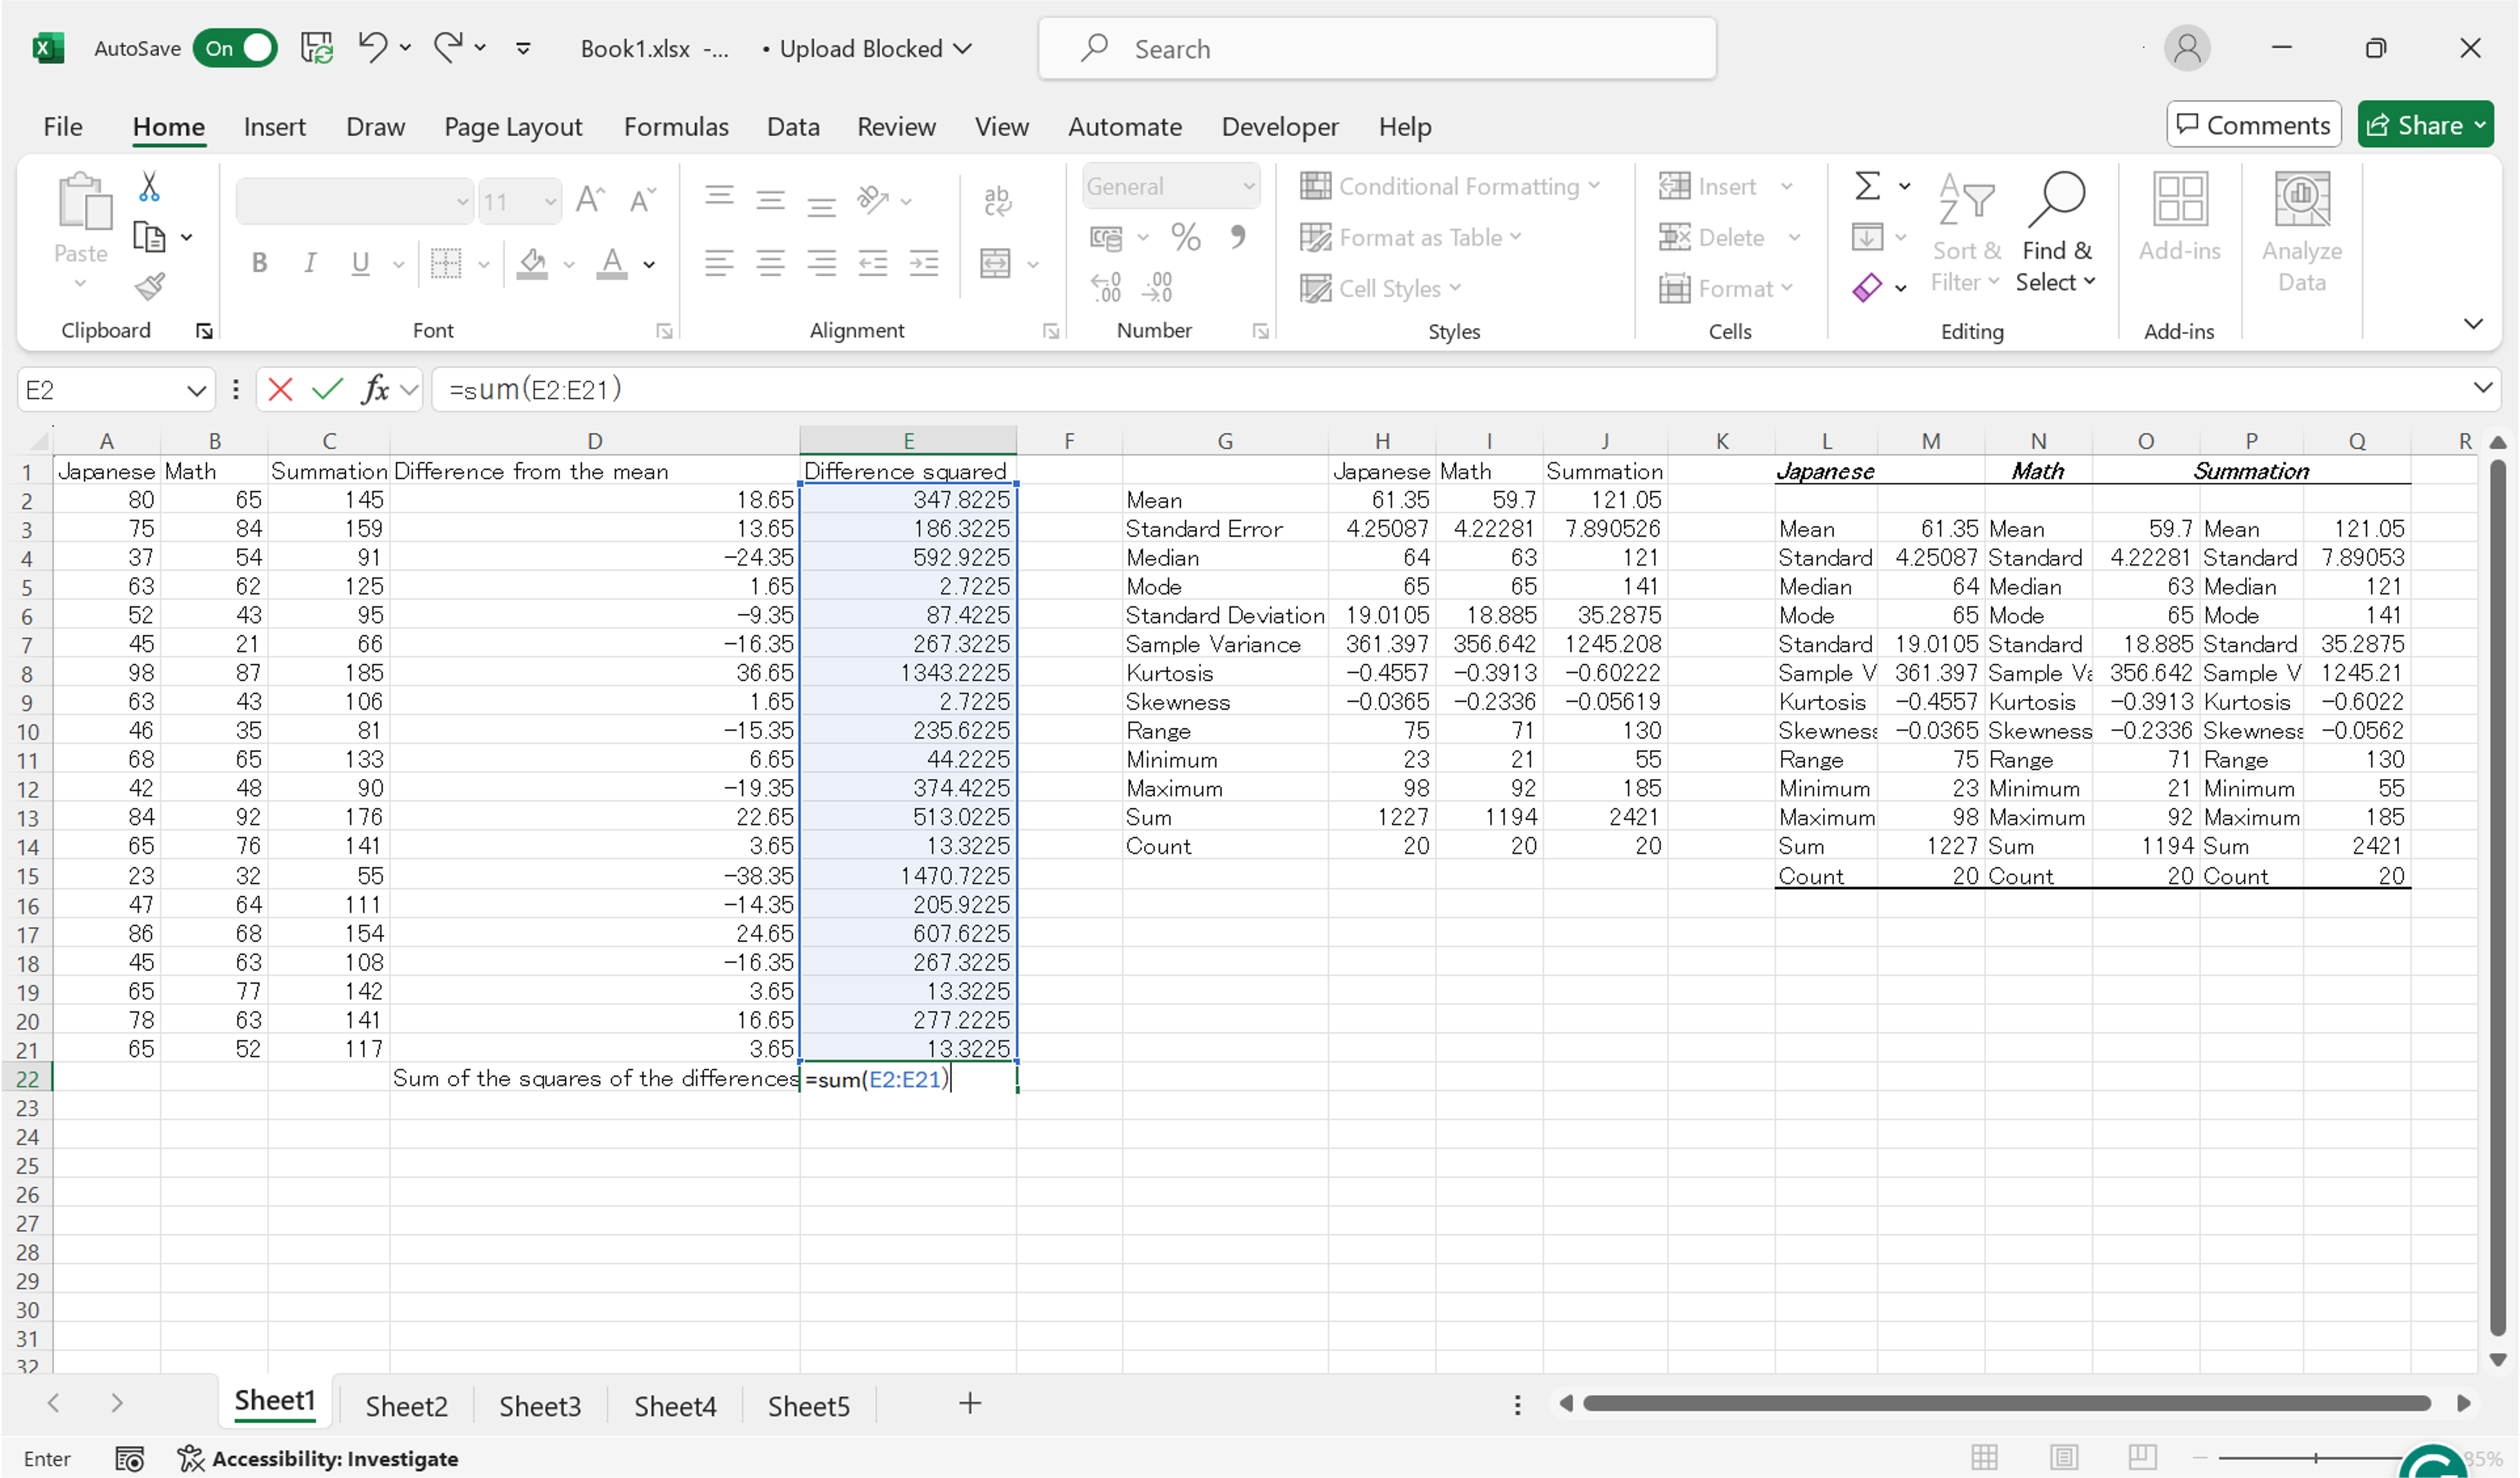 AutoSave On Book1.xlsx -... • Upload Blocked Search
File Home Insert Draw Page Layout Formulas Data Review View Automate Developer Help Comments Share
Paste
Clipboard
11
B I U
Font
ab
c
Alignment
General
% 9
.00 .00
Number
Conditional Formatting
Format as Table
Cell Styles
Styles
Insert
Delete
Format
Cells
Sort & Filter
Find & Select
Editing
Add-ins
Add-ins
Analyze Data
E2 fx =sum(E2:E21)
A B C D E F G H I J K L M N O P Q R
1 Japanese Math Summation Difference from the mean Difference squared Japanese Math Summation Japanese Math Summation
2 80 65 145 18.65 347.8225 Mean 61.35 59.7 121.05
3 75 84 159 13.65 186.3225 Standard Error 4.25087 4.22281 7.890526 Mean 61.35 Mean 59.7 Mean 121.05
4 37 54 91 -24.35 592.9225 Median 64 63 121 Standard 4.25087 Standard 4.22281 Standard 7.89053
5 63 62 125 1.65 2.7225 Mode 65 65 141 Median 64 Median 63 Median 121
6 52 43 95 -9.35 87.4225 Standard Deviation 19.0105 18.885 35.2875 Mode 65 Mode 65 Mode 141
7 45 21 66 -16.35 267.3225 Sample Variance 361.397 356.642 1245.208 Standard 19.0105 Standard 18.885 Standard 35.2875
8 98 87 185 36.65 1343.2225 Kurtosis -0.4557 -0.3913 -0.60222 Sample V 361.397 Sample Va 356.642 Sample V 1245.21
9 63 43 106 1.65 2.7225 Skewness -0.0365 -0.2336 -0.05619 Kurtosis -0.4557 Kurtosis -0.3913 Kurtosis -0.6022
10 46 35 81 -15.35 235.6225 Range 75 71 130 Skewness -0.0365 Skewness -0.2336 Skewness -0.0562
11 68 65 133 6.65 44.2225 Minimum 23 21 55 Range 75 Range 71 Range 130
12 42 48 90 -19.35 374.4225 Maximum 98 92 185 Minimum 23 Minimum 21 Minimum 55
13 84 92 176 22.65 513.0225 Sum 1227 1194 2421 Maximum 98 Maximum 92 Maximum 185
14 65 76 141 3.65 13.3225 Count 20 20 20 Sum 1227 Sum 1194 Sum 2421
15 23 32 55 -38.35 1470.7225 Count 20 Count 20 Count 20
16 47 64 111 -14.35 205.9225
17 86 68 154 24.65 607.6225
18 45 63 108 -16.35 267.3225
19 65 77 142 3.65 13.3225
20 78 63 141 16.65 277.2225
21 65 52 117 3.65 13.3225
22 Sum of the squares of the differences =sum(E2:E21)
23
24
25
26
27
28
29
30
31
32
Sheet1 Sheet2 Sheet3 Sheet4 Sheet5
Enter Accessibility: Investigate 85%